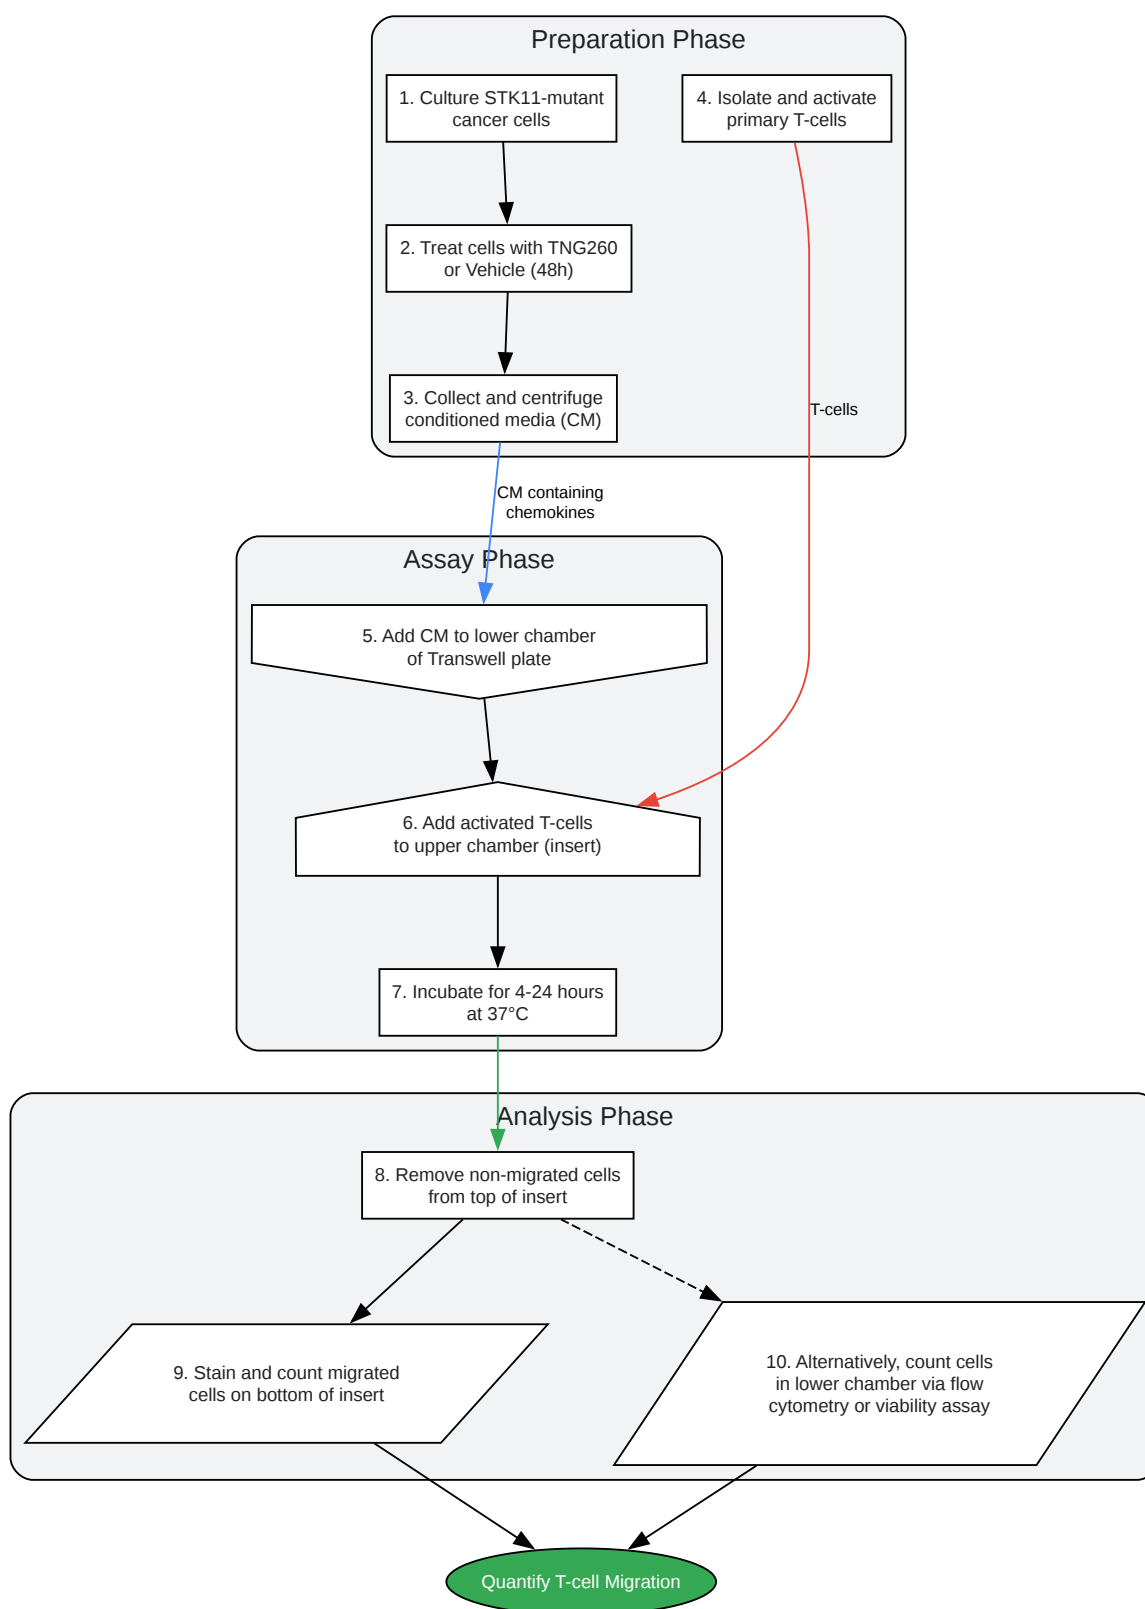 Preparation Phase
1. Culture STK11-mutant
cancer cells
4. Isolate and activate
primary T-cells
2. Treat cells with TNG260
or Vehicle (48h)
3. Collect and centrifuge
conditioned media (CM)
T-cells
CM containing
chemokines
Assay Phase
5. Add CM to lower chamber
of Transwell plate
6. Add activated T-cells
to upper chamber (insert)
7. Incubate for 4-24 hours
at 37°C
Analysis Phase
8. Remove non-migrated cells
from top of insert
9. Stain and count migrated
cells on bottom of insert
10. Alternatively, count cells
in lower chamber via flow
cytometry or viability assay
Quantify T-cell Migration